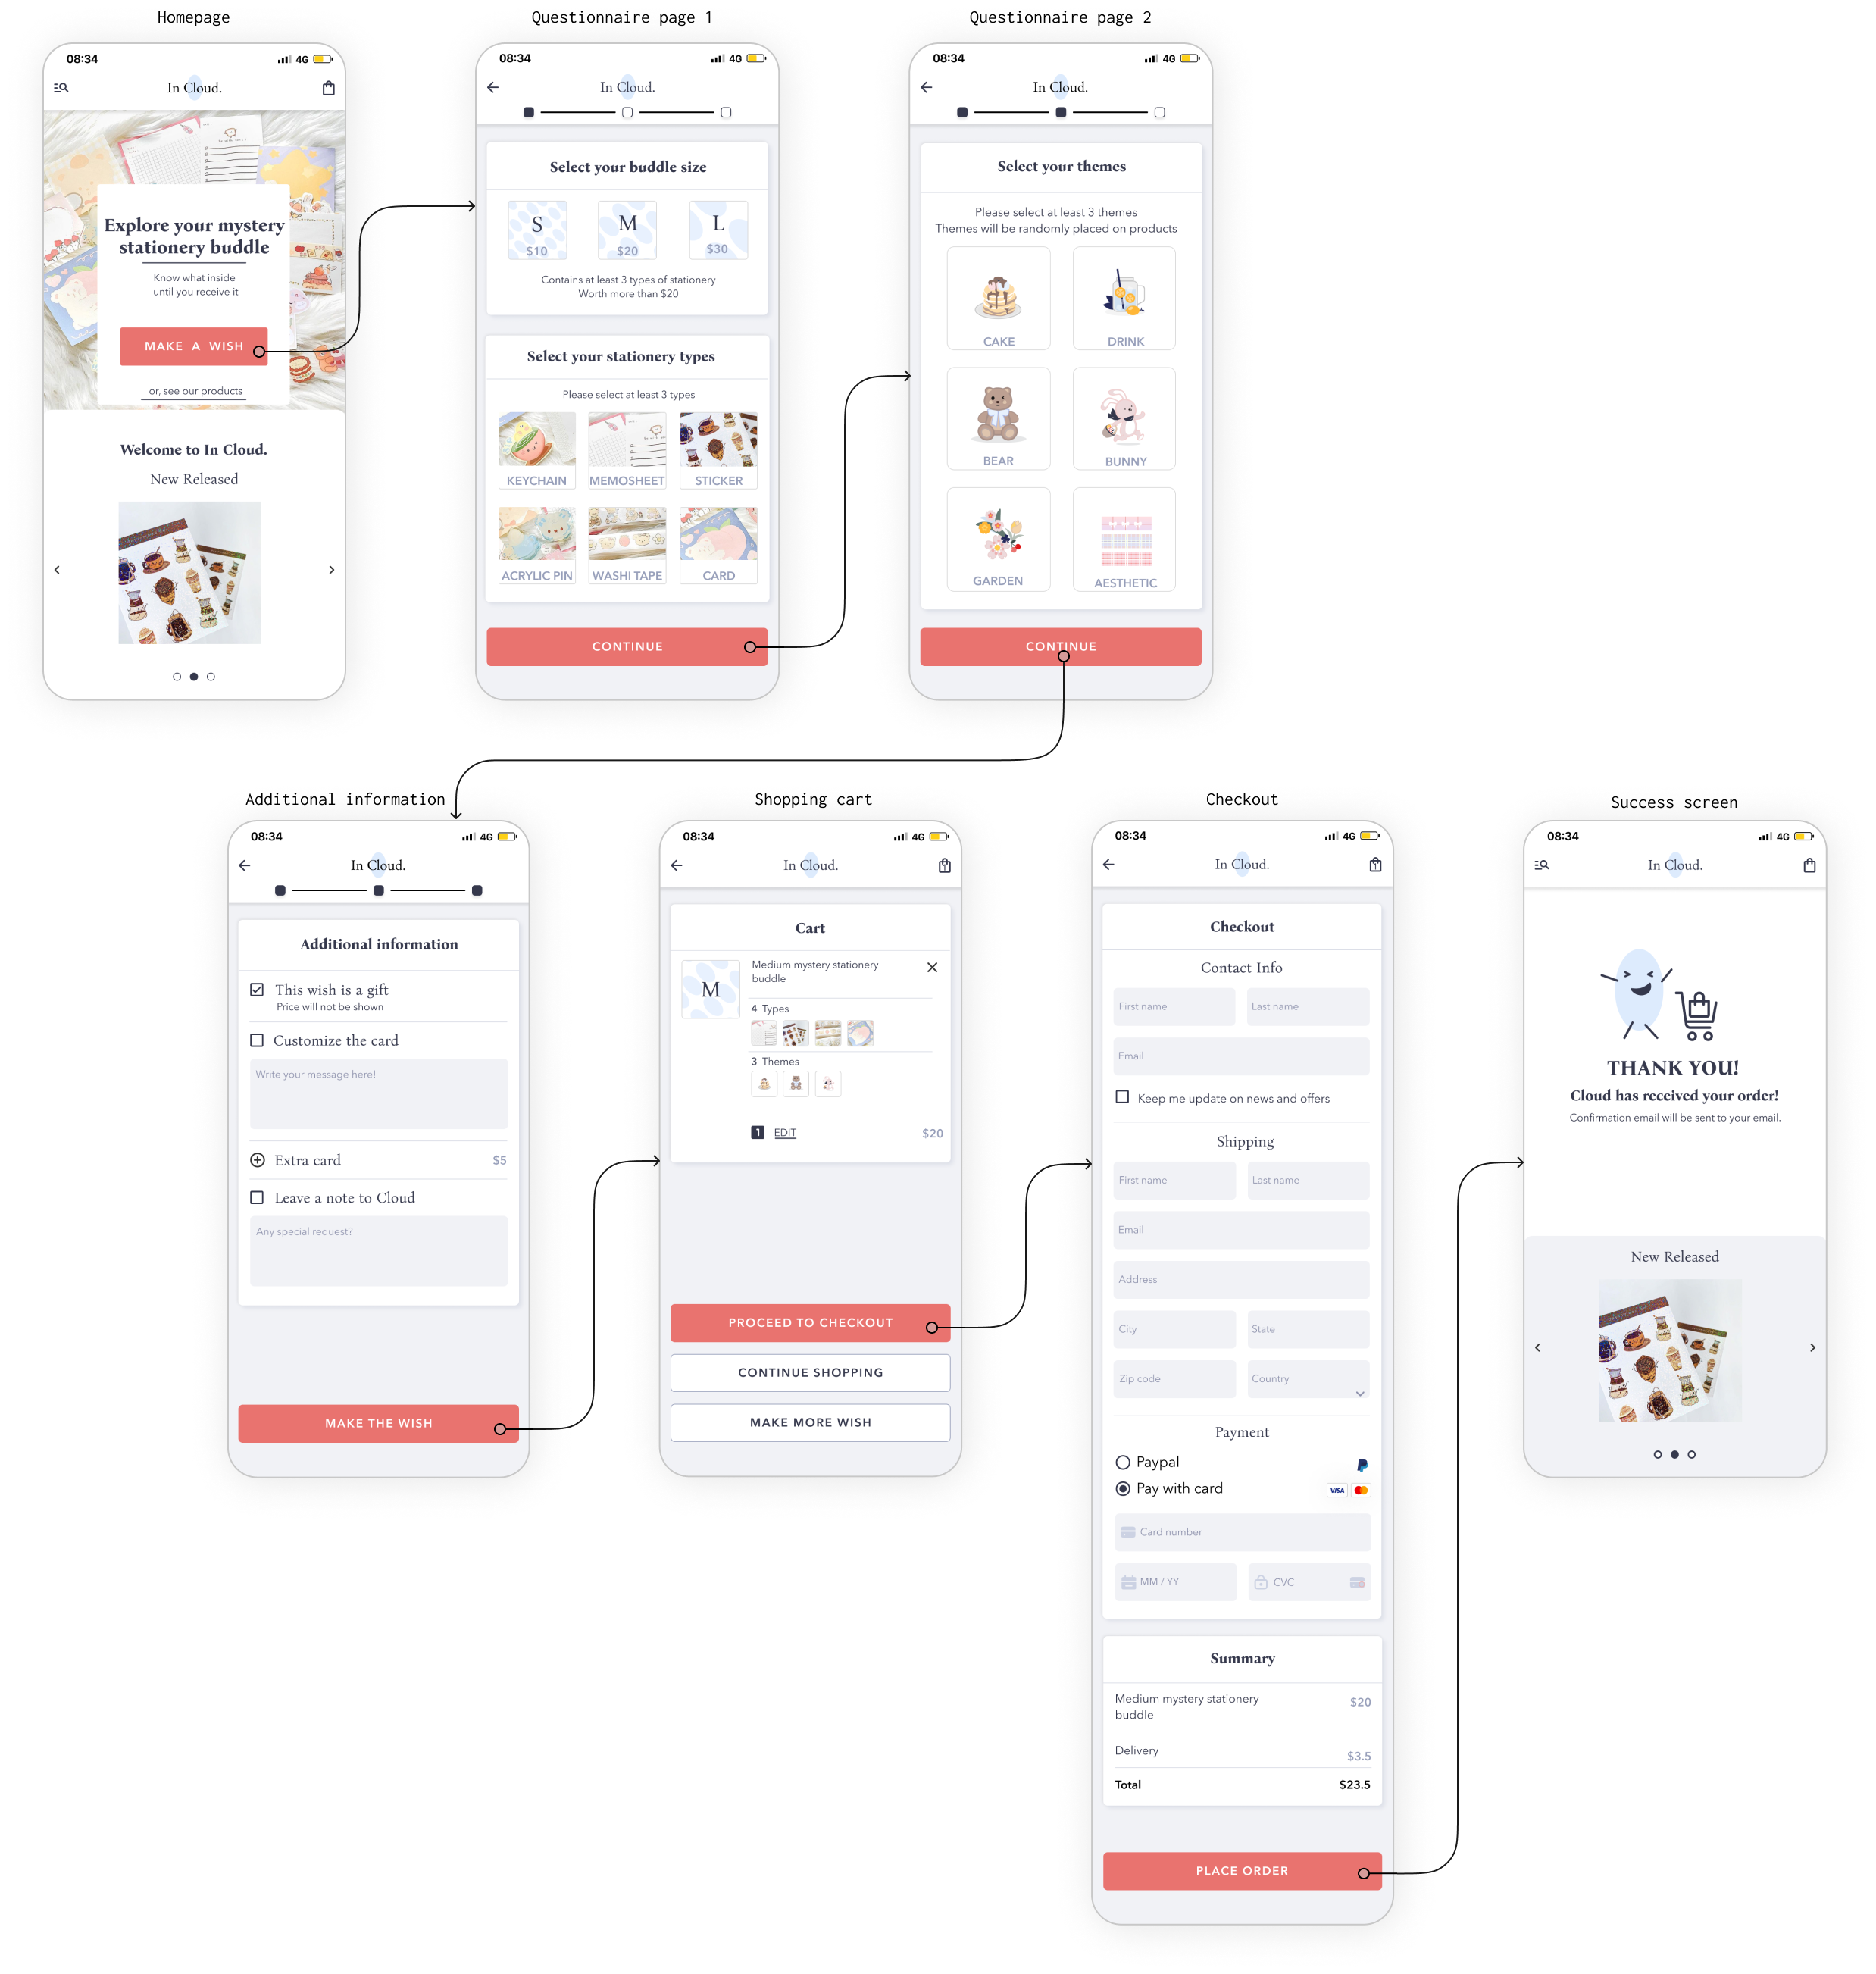 Homepage
08:34
4G
In Cloud.
Explore your mystery
stationery buddle
Know what inside
until you receive it
MAKE A WISH
or, see our products
Welcome to In Cloud.
New Released
Questionnaire page 1
08:34
4G
In Cloud.
Select your buddle size
S
$10
M
$20
L
$30
Contains at least 3 types of stationery
Worth more than $20
Select your stationery types
Please select at least 3 types
KEYCHAIN
MEMOSHEET
STICKER
ACRYLIC PIN
WASHI TAPE
CARD
CONTINUE
Questionnaire page 2
08:34
4G
In Cloud.
Select your themes
Please select at least 3 themes
Themes will be randomly placed on products
CAKE
DRINK
BEAR
BUNNY
GARDEN
AESTHETIC
CONTINUE
Additional information
08:34
4G
In Cloud.
Additional information
This wish is a gift
Price will not be shown
Customize the card
Write your message here!
Extra card
$5
Leave a note to Cloud
Any special request?
MAKE THE WISH
Shopping cart
08:34
4G
In Cloud.
1
Cart
M
Medium mystery stationery
buddle
4 Types
3 Themes
1
EDIT
$20
PROCEED TO CHECKOUT
CONTINUE SHOPPING
MAKE MORE WISH
Checkout
08:34
4G
In Cloud.
1
Checkout
Contact Info
First name
Last name
Email
Keep me update on news and offers
Shipping
First name
Last name
Email
Address
City
State
Zip code
Country
Payment
Paypal
Pay with card
VISA
Card number
MM / YY
CVC
Summary
Medium mystery stationery
buddle
$20
Delivery
$3.5
Total
$23.5
PLACE ORDER
Success screen
08:34
4G
In Cloud.
THANK YOU!
Cloud has received your order!
Confirmation email will be sent to your email.
New Released